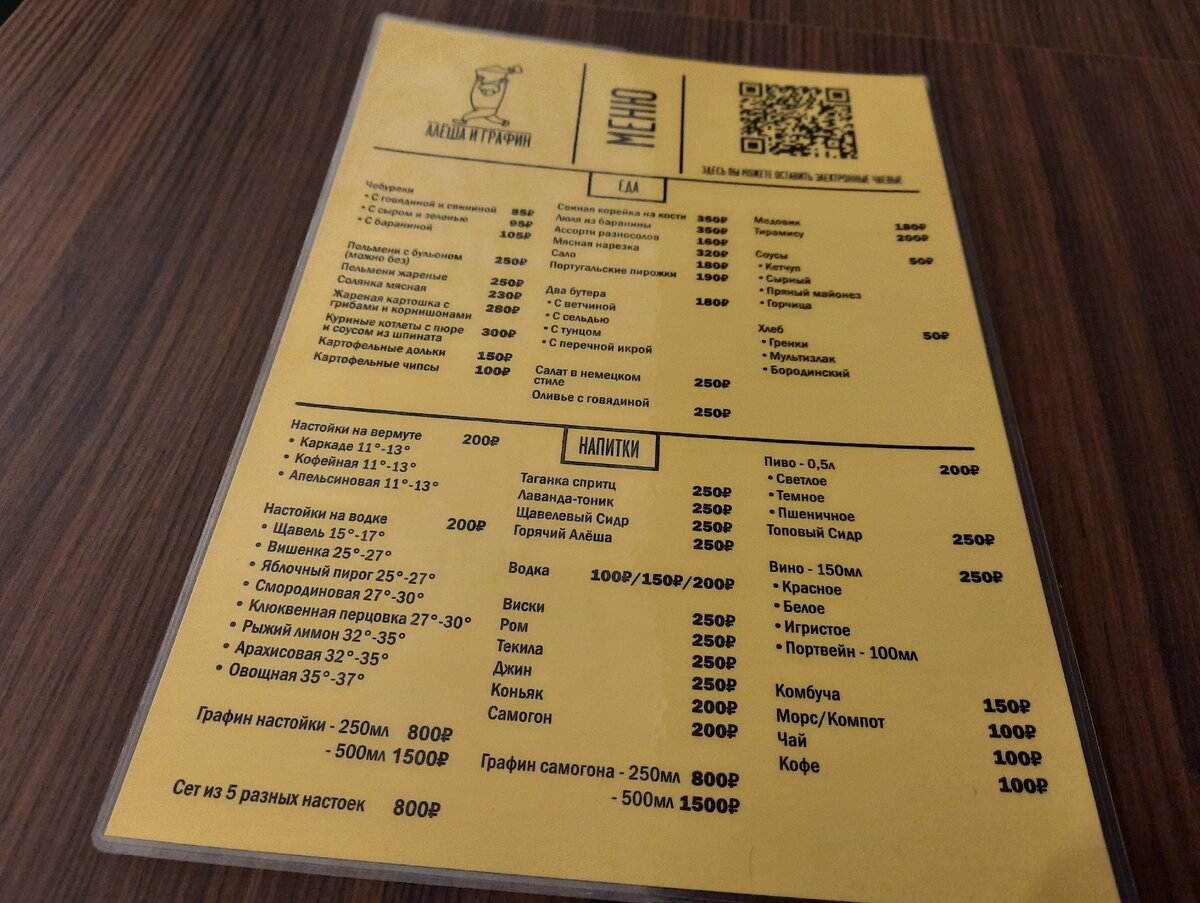 АЛЕША И ГРАФИН
МЕНЮ
ЗДЕСЬ ВЫ МОЖЕТЕ ОСТАВИТЬ ЭЛЕКТРОННЫЕ ЧАЕВЫЕ
ЕДА
Чебуреки
• С говядиной и свининой 85₽
• С сыром и зеленью 95₽
• С бараниной 105₽
Пельмени с бульоном
(можно без) 250₽
Пельмени жареные 250₽
Солянка мясная 230₽
Жареная картошка с
грибами и корнишонами 280₽
Куриные котлеты с пюре
и соусом из шпината 300₽
Картофельные дольки 150₽
Картофельные чипсы 100₽
Свиная корейка на кости 350₽
Люля из баранины 350₽
Ассорти разносолов 160₽
Мясная нарезка 320₽
Сало 180₽
Португальские пирожки 190₽
Два бутера 180₽
• С ветчиной
• С сельдью
• С тунцом
• С перечной икрой
Салат в немецком
стиле 250₽
Оливье с говядиной 250₽
Медовик 180₽
Тирамису 200₽
Соусы 50₽
• Кетчуп
• Сырный
• Пряный майонез
• Горчица
Хлеб 50₽
• Гренки
• Мультизлак
• Бородинский
НАПИТКИ
Настойки на вермуте 200₽
• Каркаде 11°-13°
• Кофейная 11°-13°
• Апельсиновая 11°-13°
Настойки на водке 200₽
• Щавель 15°-17°
• Вишенка 25°-27°
• Яблочный пирог 25°-27°
• Смородиновая 27°-30°
• Клюквенная перцовка 27°-30°
• Рыжий лимон 32°-35°
• Арахисовая 32°-35°
• Овощная 35°-37°
Графин настойки - 250мл 800₽
- 500мл 1500₽
Сет из 5 разных настоек 800₽
Таганка спритц 250₽
Лаванда-тоник 250₽
Щавелевый Сидр 250₽
Горячий Алёша 250₽
Водка 100₽/150₽/200₽
Виски 250₽
Ром 250₽
Текила 250₽
Джин 250₽
Коньяк 200₽
Самогон 200₽
Графин самогона - 250мл 800₽
- 500мл 1500₽
Пиво - 0,5л 200₽
• Светлое
• Темное
• Пшеничное
Топовый Сидр 250₽
Вино - 150мл 250₽
• Красное
• Белое
• Игристое
• Портвейн - 100мл
Комбуча 150₽
Морс/Компот 100₽
Чай 100₽
Кофе 100₽